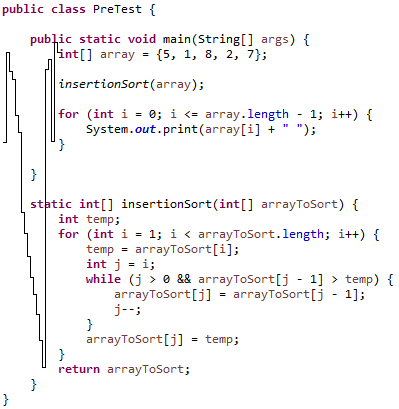 public class PreTest {
public static void main(String[] args) {
int[] array = {5, 1, 8, 2, 7};
insertionSort(array);
for (int i = 0; i <= array.length - 1; i++) {
System.out.print(array[i] + " ");
}
}
static int[] insertionSort(int[] arrayToSort) {
int temp;
for (int i = 1; i < arrayToSort.length; i++) {
temp = arrayToSort[i];
int j = i;
while (j > 0 && arrayToSort[j - 1] > temp) {
arrayToSort[j] = arrayToSort[j - 1];
j--;
}
arrayToSort[j] = temp;
}
return arrayToSort;
}
}